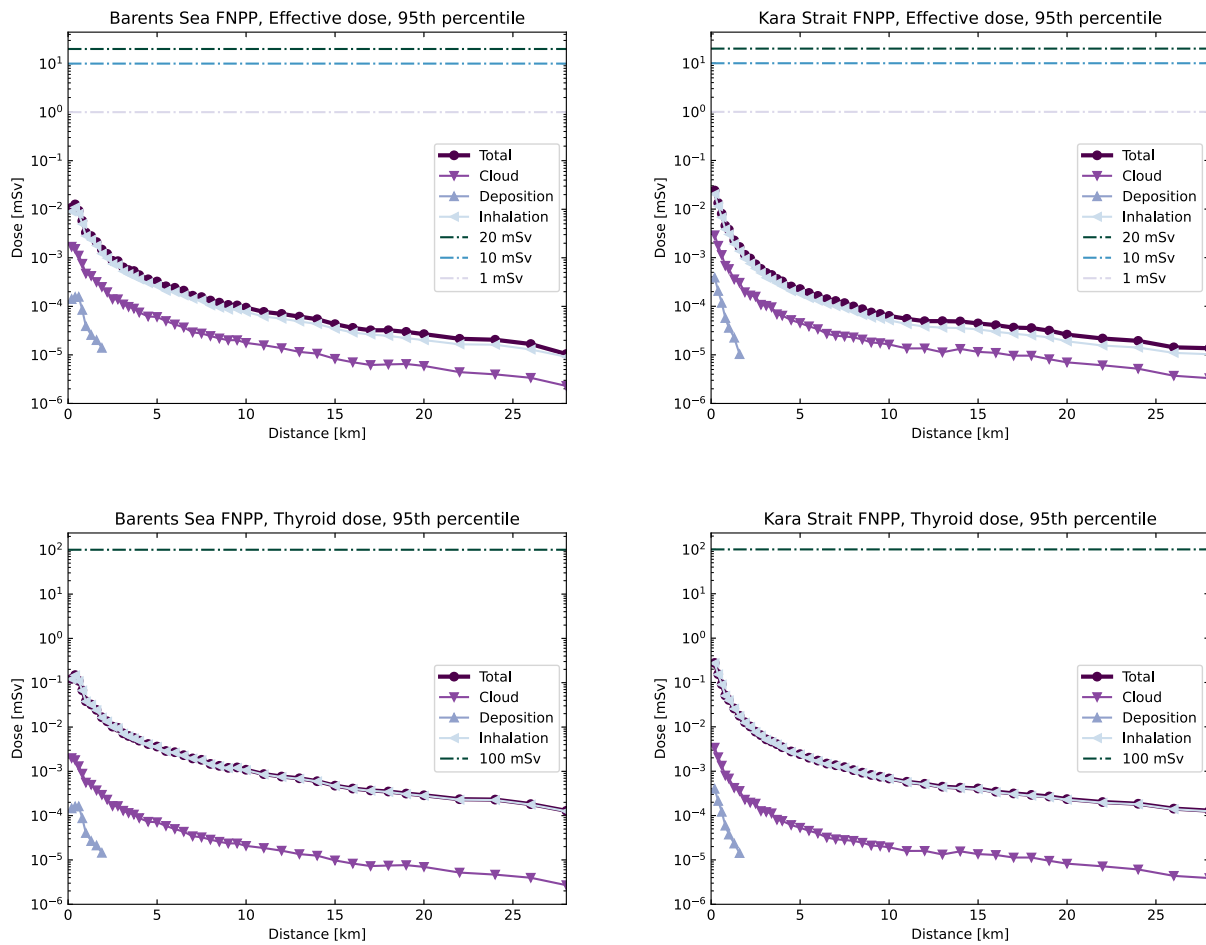 Barents Sea FNPP, Effective dose, 95th percentile
Dose [mSv]
10¹
10⁰
10⁻¹
10⁻²
10⁻³
10⁻⁴
10⁻⁵
10⁻⁶
Total
Cloud
Deposition
Inhalation
20 mSv
10 mSv
1 mSv
0 5 10 15 20 25
Distance [km]
Kara Strait FNPP, Effective dose, 95th percentile
Dose [mSv]
10¹
10⁰
10⁻¹
10⁻²
10⁻³
10⁻⁴
10⁻⁵
10⁻⁶
Total
Cloud
Deposition
Inhalation
20 mSv
10 mSv
1 mSv
0 5 10 15 20 25
Distance [km]
Barents Sea FNPP, Thyroid dose, 95th percentile
Dose [mSv]
10²
10¹
10⁰
10⁻¹
10⁻²
10⁻³
10⁻⁴
10⁻⁵
10⁻⁶
Total
Cloud
Deposition
Inhalation
100 mSv
0 5 10 15 20 25
Distance [km]
Kara Strait FNPP, Thyroid dose, 95th percentile
Dose [mSv]
10²
10¹
10⁰
10⁻¹
10⁻²
10⁻³
10⁻⁴
10⁻⁵
10⁻⁶
Total
Cloud
Deposition
Inhalation
100 mSv
0 5 10 15 20 25
Distance [km]